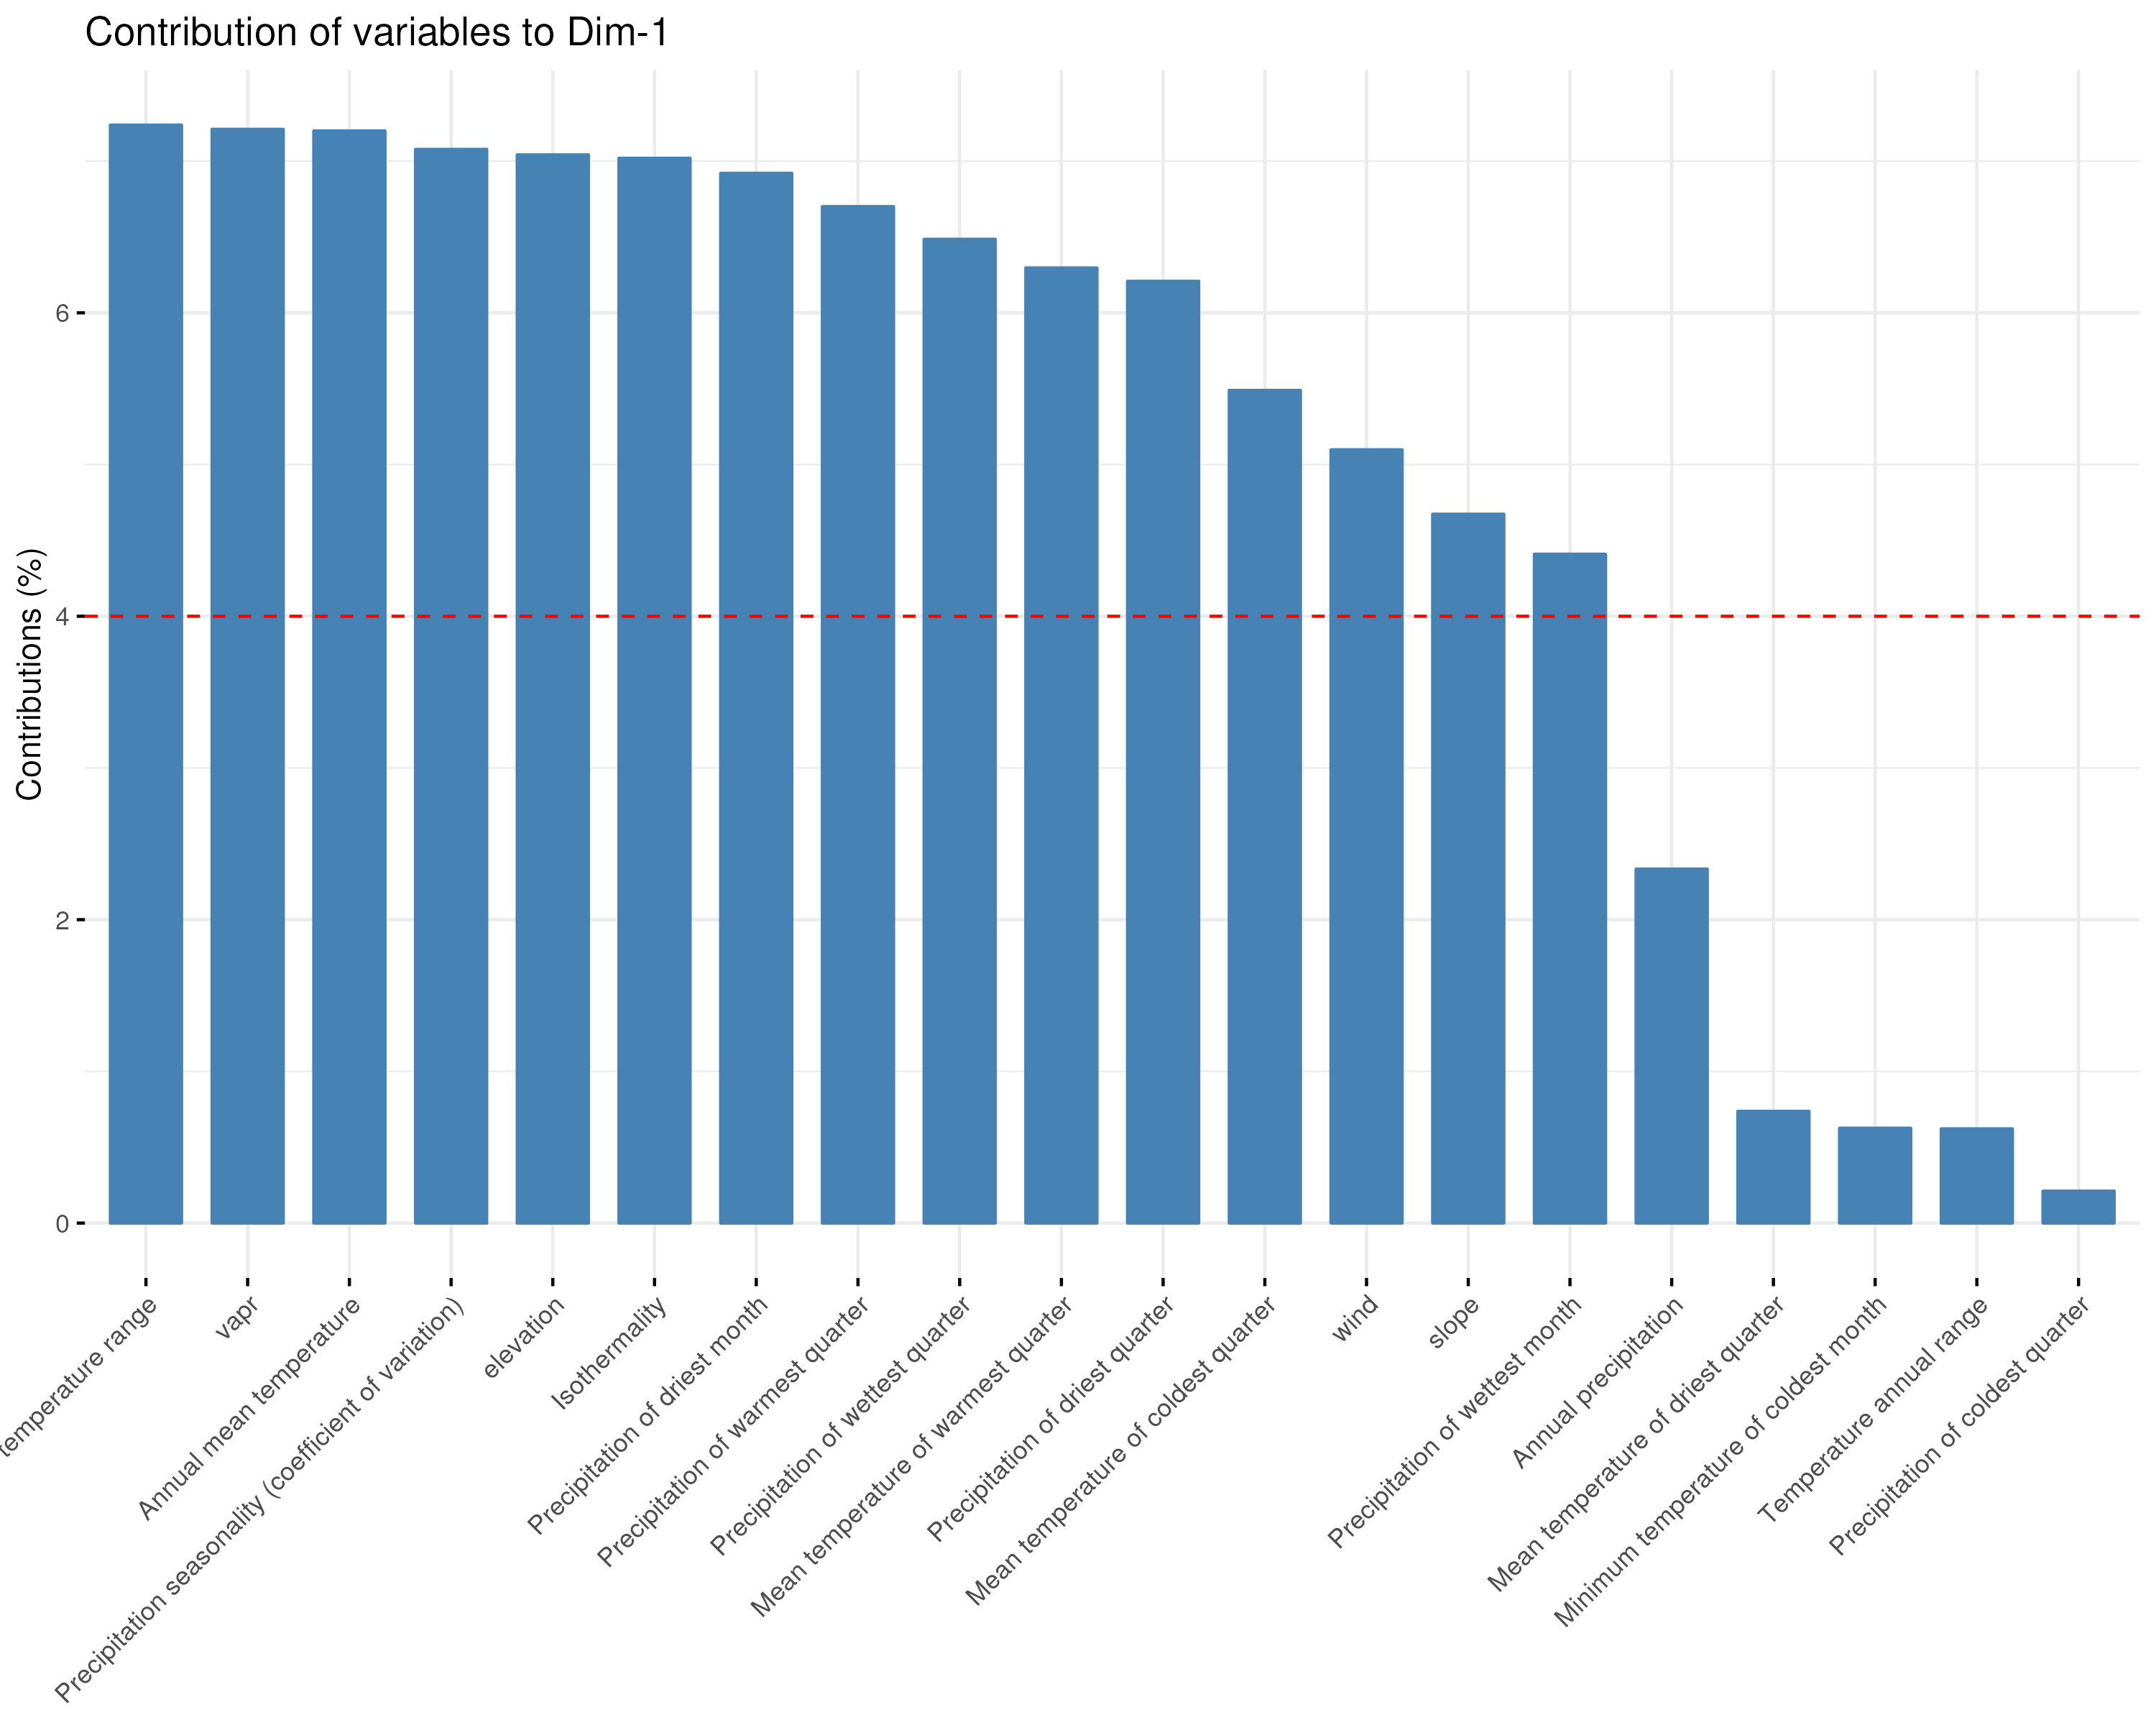 Contribution of variables to Dim-1
Contributions (%)
6
4
2
0
temperature range
vapr
Annual mean temperature
Precipitation seasonality (coefficient of variation)
elevation
Isothermality
Precipitation of driest month
Precipitation of warmest quarter
Precipitation of wettest quarter
Mean temperature of warmest quarter
Precipitation of driest quarter
Mean temperature of coldest quarter
wind
slope
Precipitation of wettest month
Annual precipitation
Mean temperature of driest quarter
Minimum temperature of coldest month
Temperature annual range
Precipitation of coldest quarter